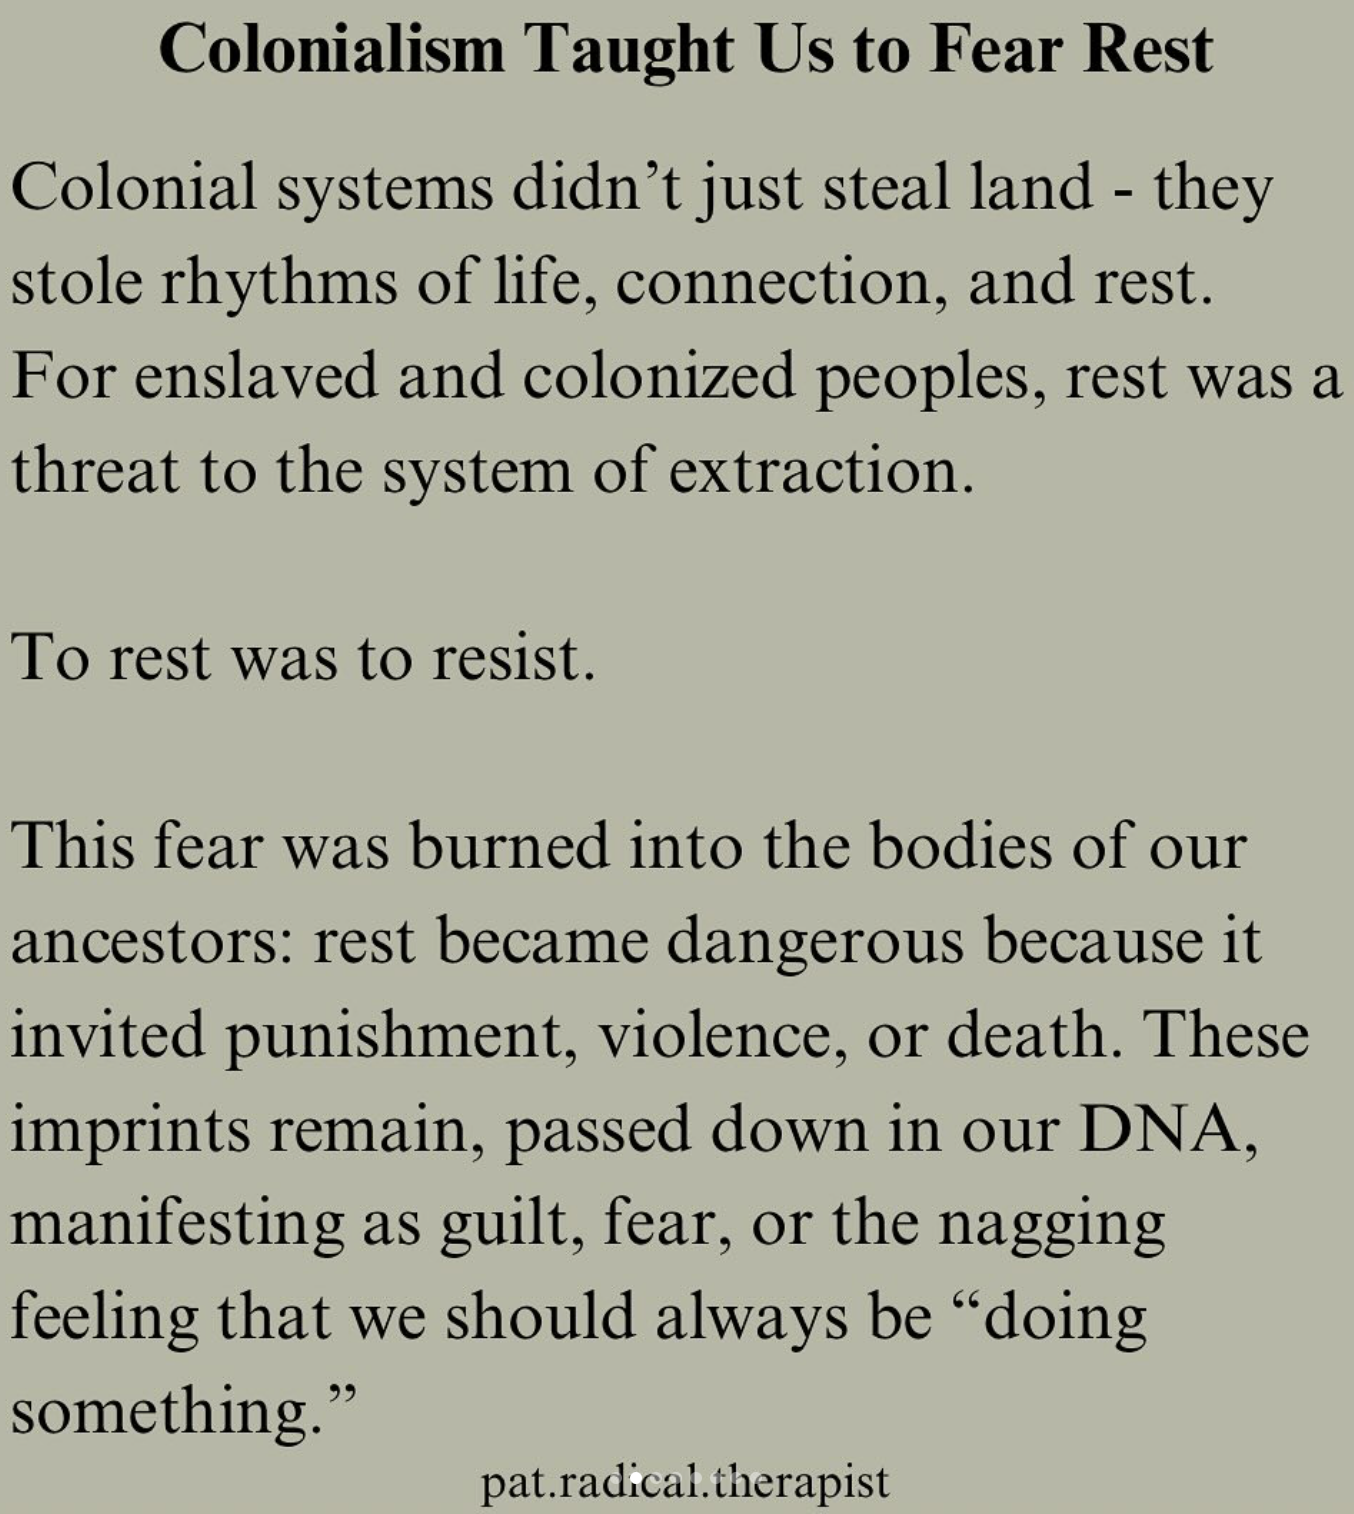 Colonialism Taught Us to Fear Rest
Colonial systems didn’t just steal land - they
stole rhythms of life, connection, and rest.
For enslaved and colonized peoples, rest was a
threat to the system of extraction.
To rest was to resist.
This fear was burned into the bodies of our
ancestors: rest became dangerous because it
invited punishment, violence, or death. These
imprints remain, passed down in our DNA,
manifesting as guilt, fear, or the nagging
feeling that we should always be “doing
something.”
pat.radical.therapist